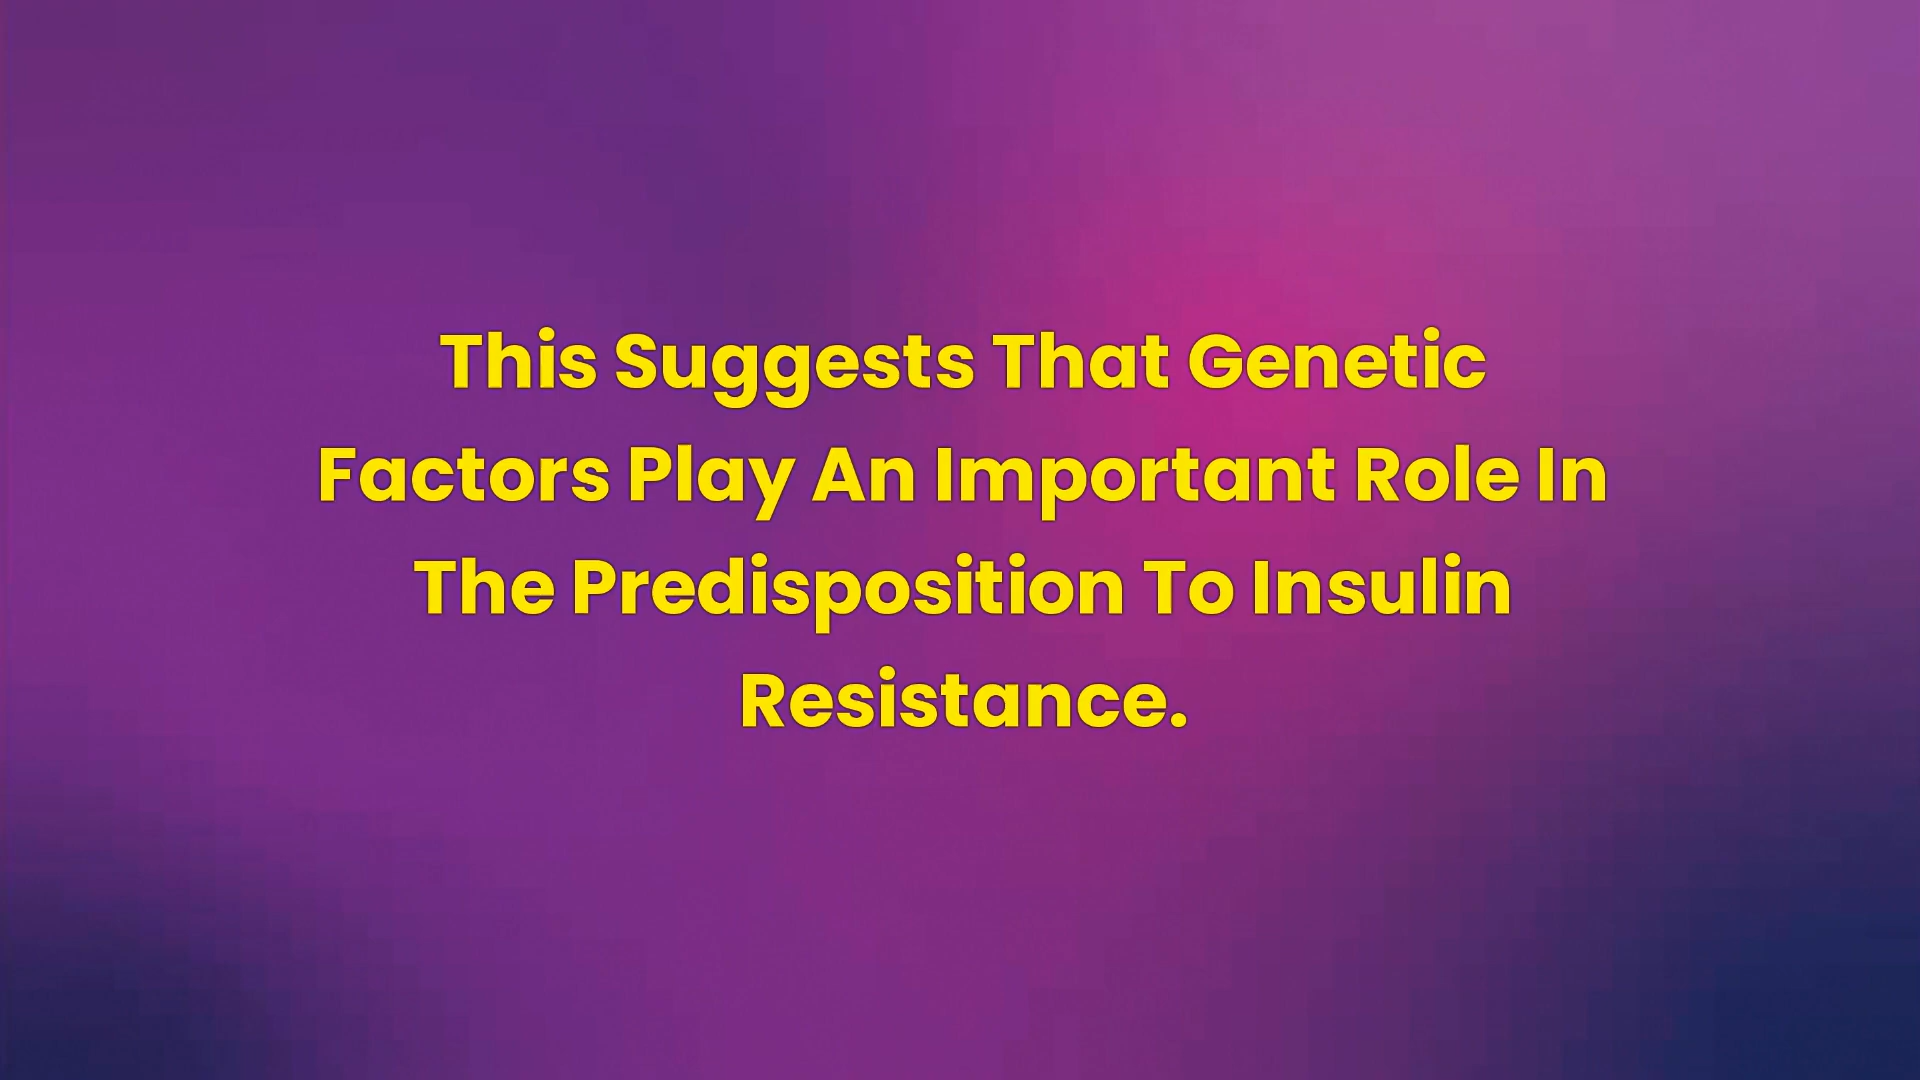 This Suggests That Genetic
Factors Play An Important Role In
The Predisposition To Insulin
Resistance.